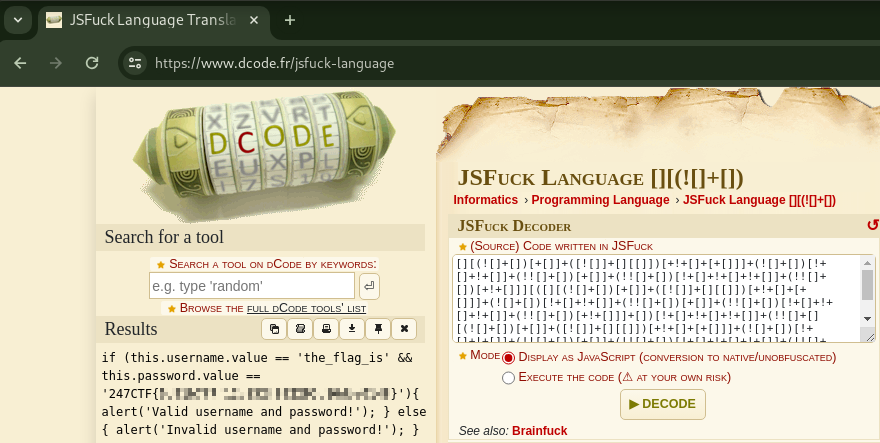 JSFuck Language Transla
https://www.dcode.fr/jsfuck-language
DCODE
Search for a tool
Search a tool on dCode by keywords:
e.g. type 'random'
Browse the full dCode tools' list
Results
if (this.username.value == 'the_flag_is' &&
this.password.value ==
'247CTF{
}'){
alert('Valid username and password!'); } else
{ alert('Invalid username and password!'); }
JSFuck Language [][(![]+[])
Informatics › Programming Language › JSFuck Language [][(![]+[])
JSFuck Decoder
(Source) Code written in JSFuck
[][(![]+[])[+[]]+([![]]+[][[]])[+!+[]+[+[]]]+(![]+[])[!+
[]+!+[]]+(!![]+[])[+[]]+(!![]+[])[!+[]+!+[]+!+[]]+(!![]+
[])[+!+[]]]([][(![]+[])[+[]]+([![]]+[][[]])[+!+[]+[+
[]]]+(![]+[])[!+[]+!+[]]+(!![]+[])[+[]]+(!![]+[])[!+[]+!+
[]+!+[]]+(!![]+[])[+!+[]]]+[])[!+[]+!+[]+!+[]]+(!![]+[]
[(![]+[])[+[]]+([![]]+[][[]])[+!+[]+[+[]]]+(![]+[])[!+
Mode Display as JavaScript (conversion to native/unobfuscated)
Execute the code (⚠ at your own risk)
▶ DECODE
See also: Brainfuck